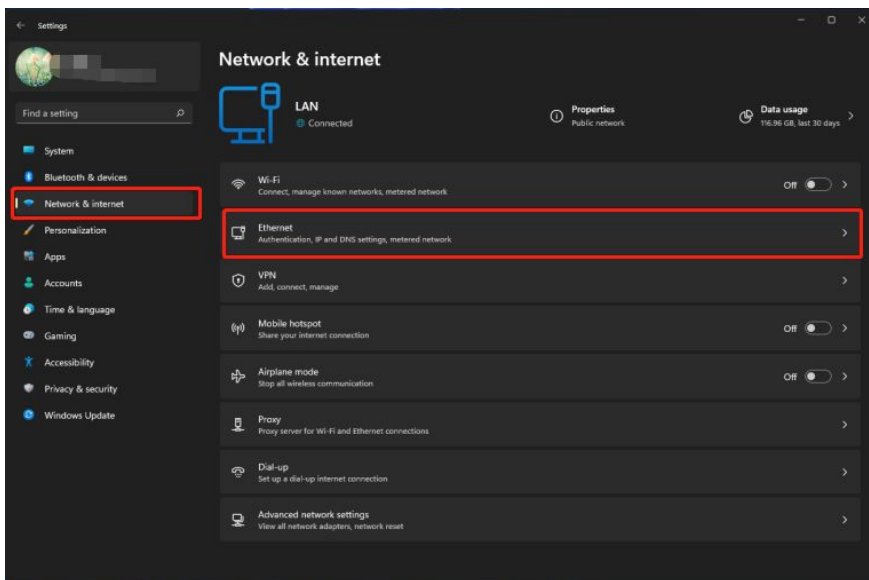 Settings
Network & internet
LAN
Connected
Properties
Public network
Data usage
116.96 GB, last 30 days
Find a setting
System
Bluetooth & devices
Network & internet
Personalization
Apps
Accounts
Time & language
Gaming
Accessibility
Privacy & security
Windows Update
Wi-Fi
Connect, manage known networks, metered network
Off
Ethernet
Authentication, IP and DNS settings, metered network
VPN
Add, connect, manage
Mobile hotspot
Share your internet connection
Off
Airplane mode
Stop all wireless communication
Off
Proxy
Proxy server for Wi-Fi and Ethernet connections
Dial-up
Set up a dial-up internet connection
Advanced network settings
View all network adapters, network reset